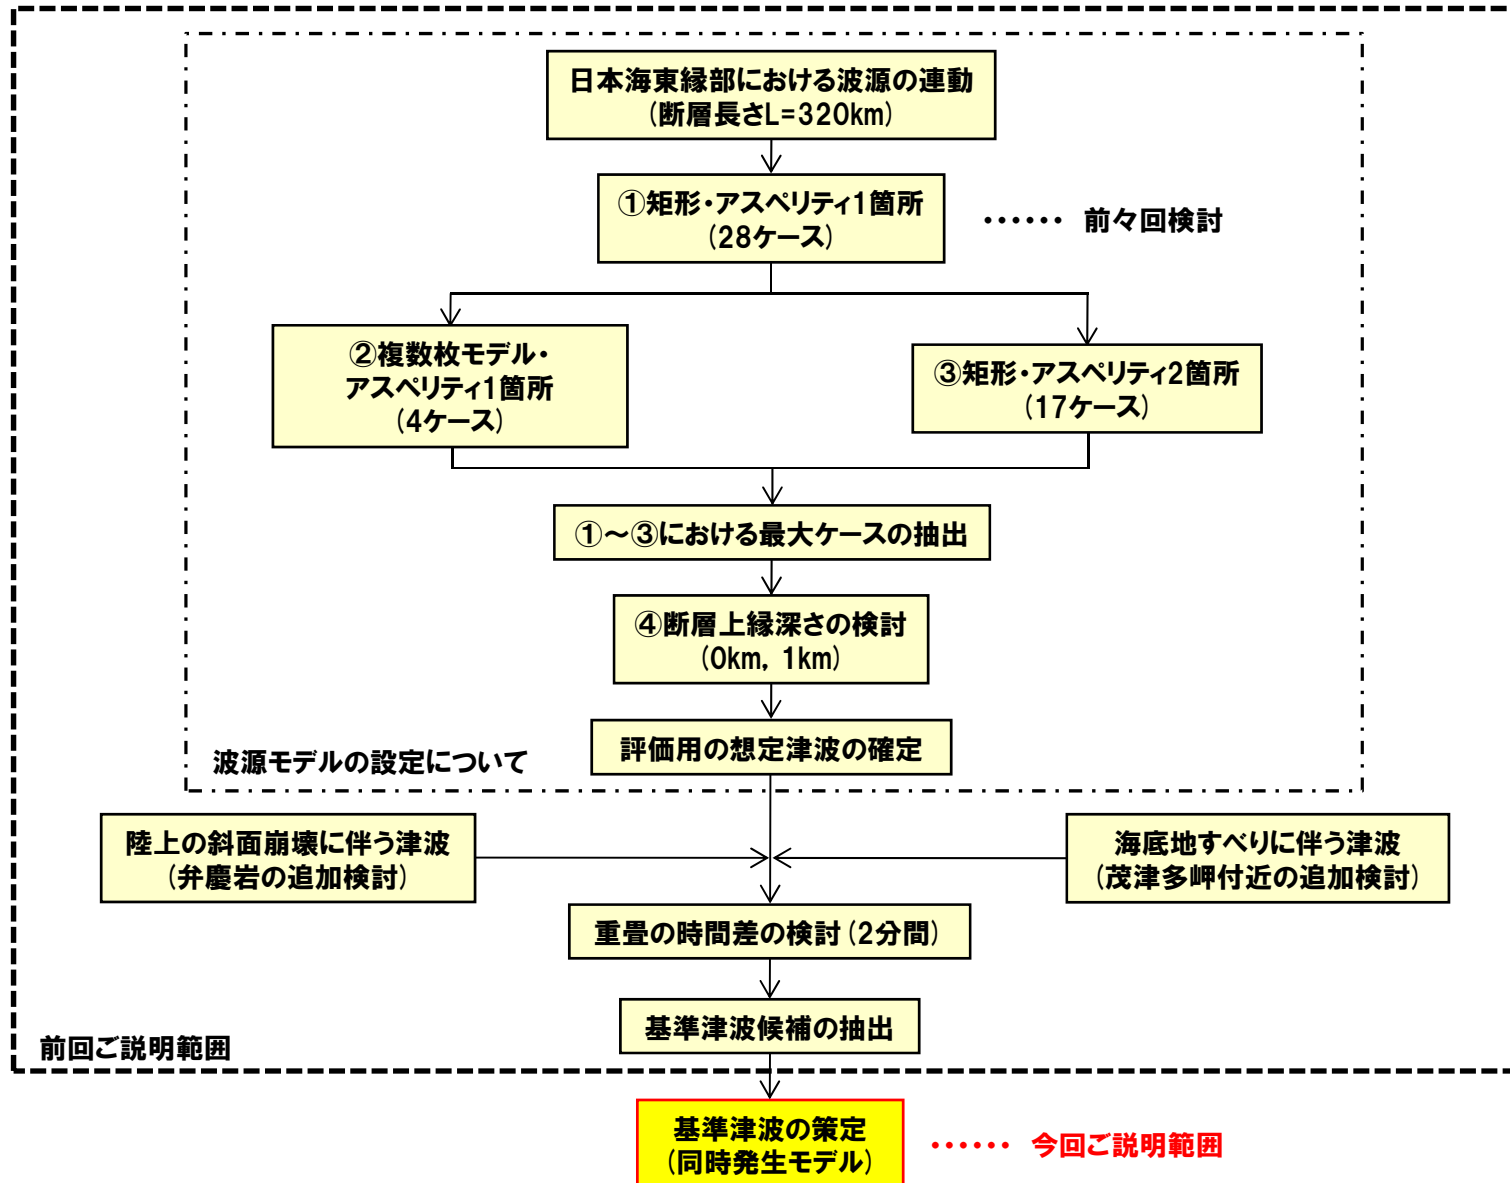 日本海東縁部における波源の連動
(断層長さL=320km)
①矩形・アスペリティ1箇所
(28ケース)
・・・・・・ 前々回検討
②複数枚モデル・
アスペリティ1箇所
(4ケース)
③矩形・アスペリティ2箇所
(17ケース)
①～③における最大ケースの抽出
④断層上縁深さの検討
(0km, 1km)
評価用の想定津波の確定
波源モデルの設定について
陸上の斜面崩壊に伴う津波
(弁慶岩の追加検討)
海底地すべりに伴う津波
(茂津多岬付近の追加検討)
重畳の時間差の検討(2分間)
基準津波候補の抽出
前回ご説明範囲
基準津波の策定
(同時発生モデル)
・・・・・・ 今回ご説明範囲